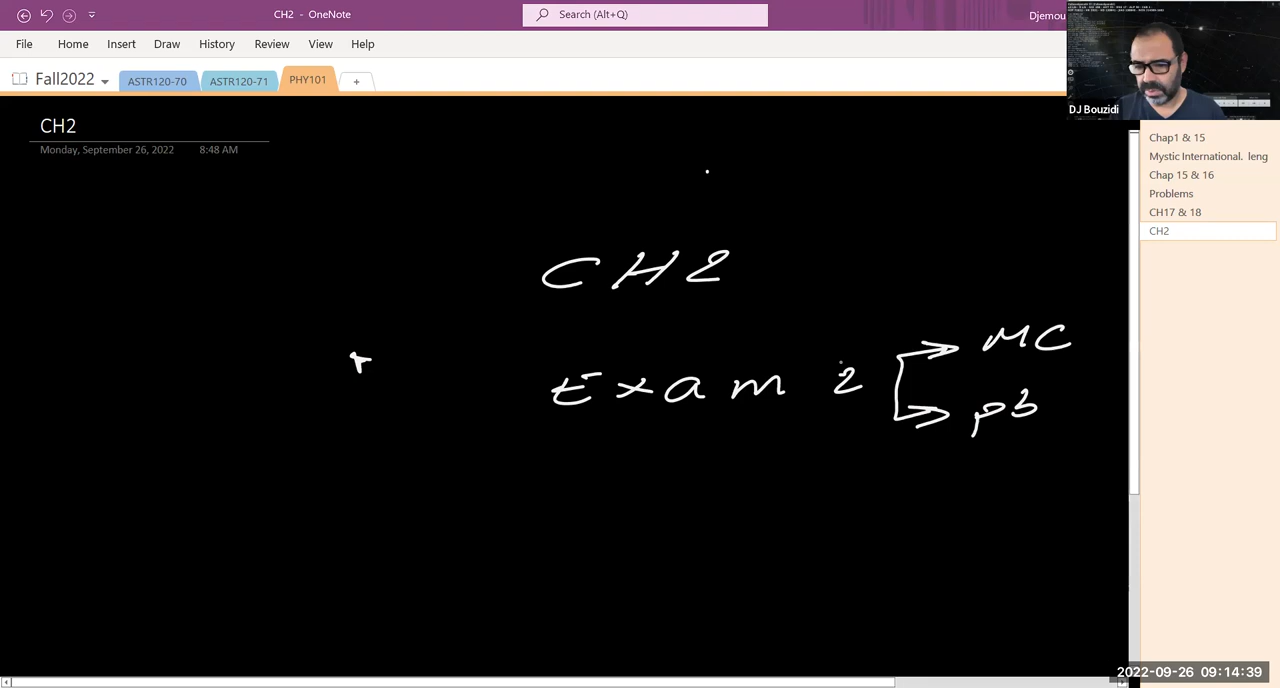 CH2 - OneNote
Search (Alt+Q)
Djemou
File Home Insert Draw History Review View Help
Fall2022
ASTR120-70
ASTR120-71
PHY101
+
DJ Bouzidi
CH2
Monday, September 26, 2022 8:48 AM
Chap1 & 15
Mystic International. leng
Chap 15 & 16
Problems
CH17 & 18
CH2
CH2
Exam 2
MC
pb
2022-09-26 09:14:39